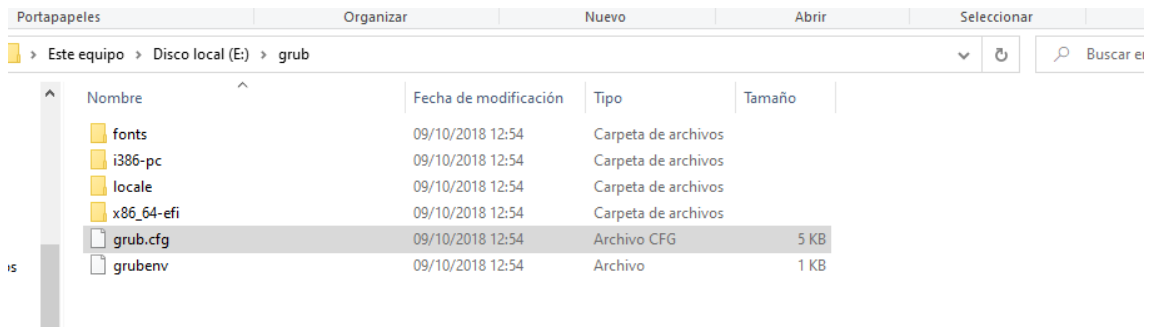 Portapapeles Organizar Nuevo Abrir Seleccionar
Este equipo > Disco local (E:) > grub Buscar
Nombre Fecha de modificación Tipo Tamaño
fonts 09/10/2018 12:54 Carpeta de archivos
i386-pc 09/10/2018 12:54 Carpeta de archivos
locale 09/10/2018 12:54 Carpeta de archivos
x86_64-efi 09/10/2018 12:54 Carpeta de archivos
grub.cfg 09/10/2018 12:54 Archivo CFG 5 KB
grubenv 09/10/2018 12:54 Archivo 1 KB